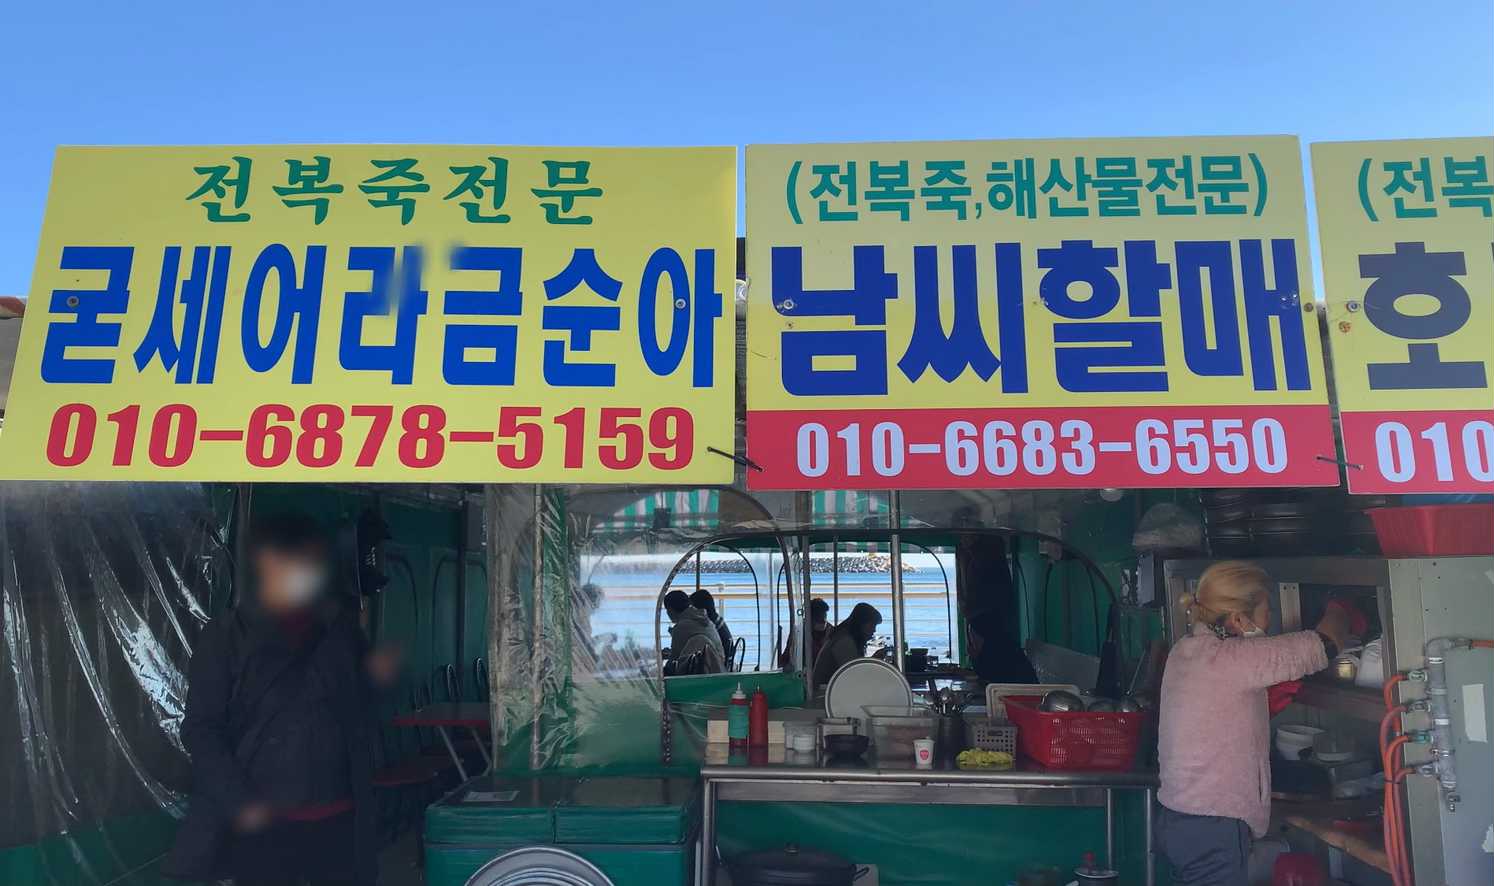 전복죽전문
굳세어라금순아
010-6878-5159
(전복죽,해산물전문)
남씨할매
010-6683-6550
(전복
호
010